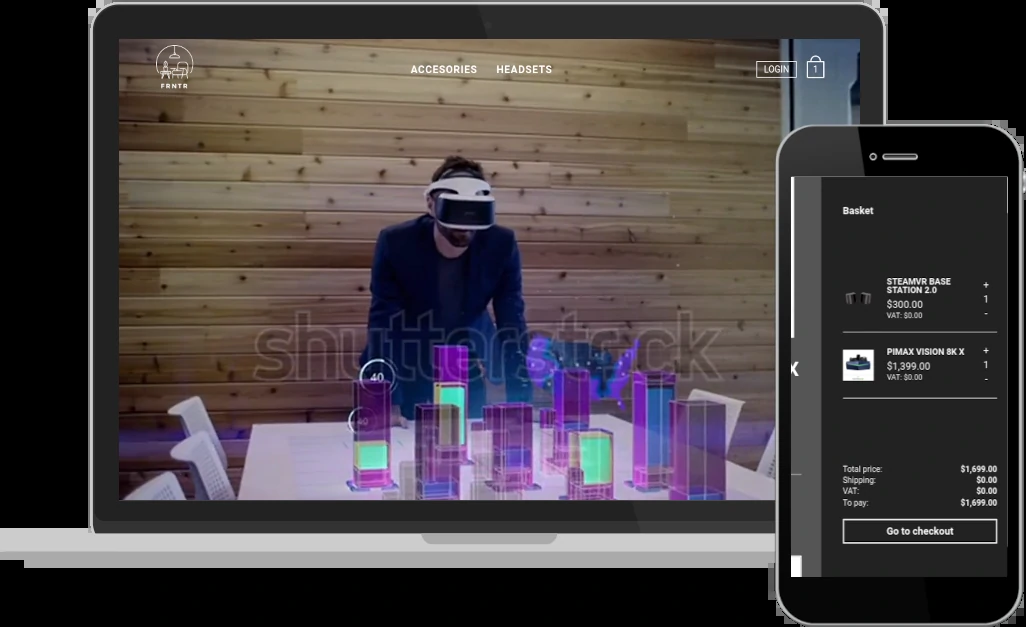 FRNTR
ACCESORIES HEADSETS
LOGIN
1
shutterstock
40
Basket
STEAMVR BASE
STATION 2.0
$300.00
VAT: $0.00
+
1
-
PIMAX VISION 8K X
$1,399.00
VAT: $0.00
+
1
-
X
Total price: $1,699.00
Shipping: $0.00
VAT: $0.00
To pay: $1,699.00
Go to checkout